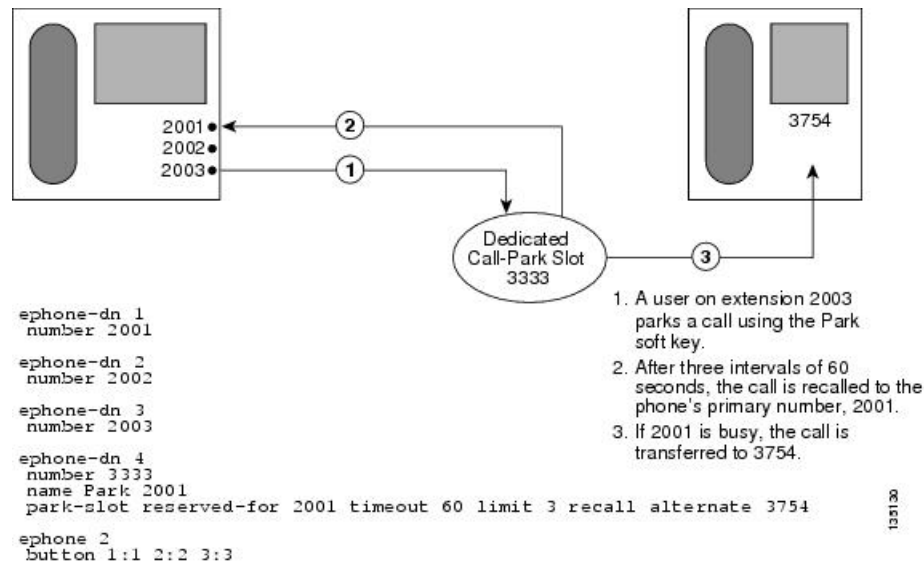 2001
2002
2003
2
1
3754
Dedicated
Call-Park Slot
3333
3
1. A user on extension 2003
parks a call using the Park
soft key.
2. After three intervals of 60
seconds, the call is recalled to the
phone's primary number, 2001.
3. If 2001 is busy, the call is
transferred to 3754.
ephone-dn 1
number 2001
ephone-dn 2
number 2002
ephone-dn 3
number 2003
ephone-dn 4
number 3333
name Park 2001
park-slot reserved-for 2001 timeout 60 limit 3 recall alternate 3754
ephone 2
button 1:1 2:2 3:3
135130